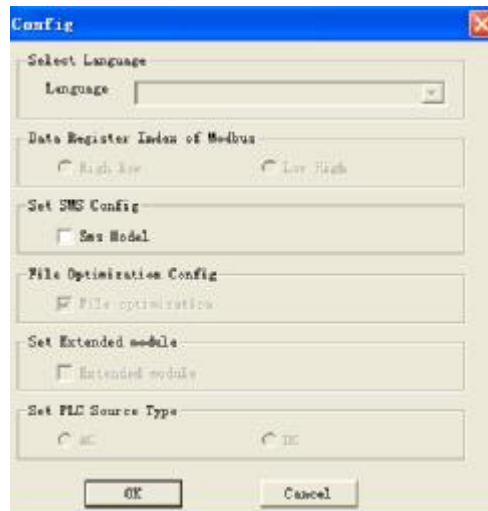 Config
Select Language
Language
Data Register Index of Modbus
High Low
Low High
Set SMS Config
Sms Model
File Optimization Config
File optimization
Set Extended module
Extended module
Set PLC Source Type
AC
DC
OK
Cancel